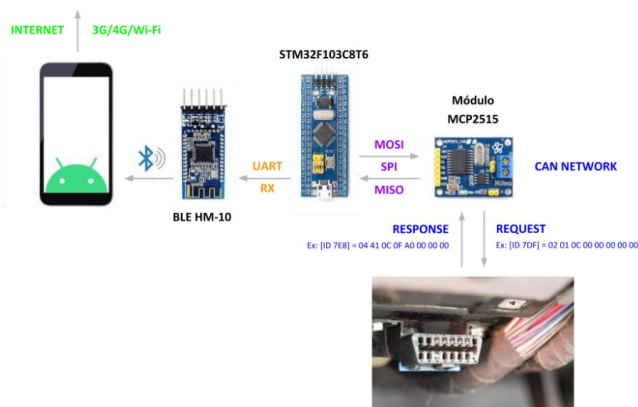 INTERNET 3G/4G/Wi-Fi
STM32F103C8T6
Módulo
MCP2515
MOSI
UART
SPI
CAN NETWORK
RX
MISO
BLE HM-10
RESPONSE
REQUEST
Ex: [ID 7E8] = 04 41 0C 0F A0 00 00 00
Ex: [ID 7DF] = 02 01 0C 00 00 00 00 00
4